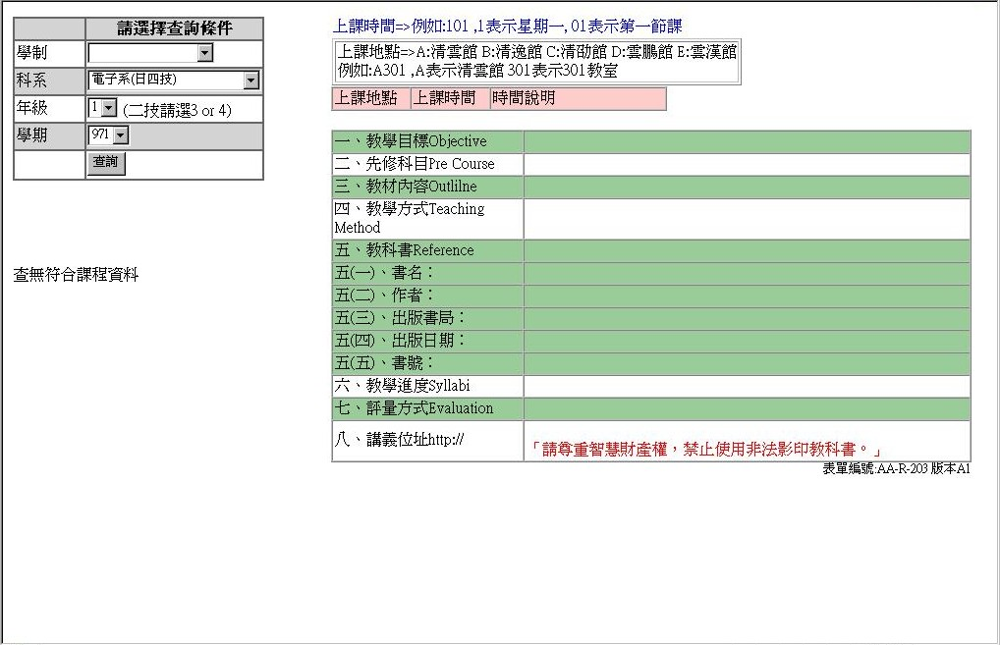 請選擇查詢條件
學制
科系 電子系(日四技)
年級 1 (二技請選3 or 4)
學期 971
查詢
查無符合課程資料
上課時間=>例如:101 ,1表示星期一, 01表示第一節課
上課地點=>A:清雲館 B:清逸館 C:清劭館 D:雲鵬館 E:雲漢館
例如:A301 ,A表示清雲館 301表示301教室
上課地點 上課時間 時間說明
一、教學目標Objective
二、先修科目Pre Course
三、教材內容Outlilne
四、教學方式Teaching
Method
五、教科書Reference
五(一)、書名：
五(二)、作者：
五(三)、出版書局：
五(四)、出版日期：
五(五)、書號：
六、教學進度Syllabi
七、評量方式Evaluation
八、講義位址http://
「請尊重智慧財產權，禁止使用非法影印教科書。」
表單編號:AA-R-203 版本A1